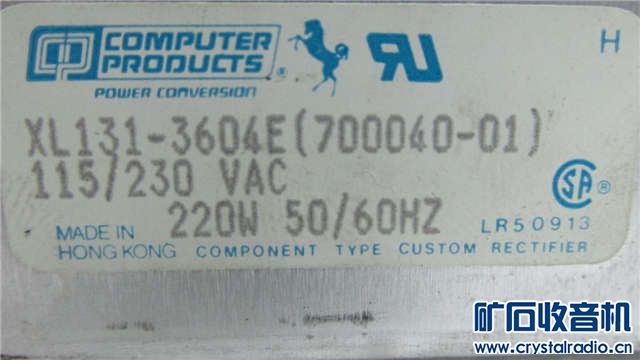 COMPUTER
PRODUCTS ®
POWER CONVERSION
H
XL131-3604E(700040-01)
115/230 VAC
220W 50/60HZ
SA ®
LR50913
MADE IN
HONG KONG COMPONENT TYPE CUSTOM RECTIFIER
矿石收音机
www.crystalradio.cn